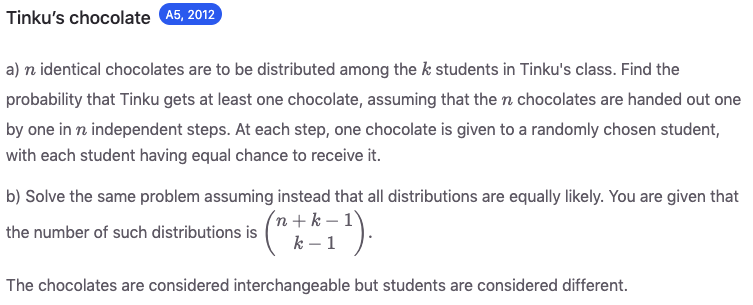 Tinku's chocolate A5, 2012
a) n identical chocolates are to be distributed among the k students in Tinku's class. Find the
probability that Tinku gets at least one chocolate, assuming that the n chocolates are handed out one
by one in n independent steps. At each step, one chocolate is given to a randomly chosen student,
with each student having equal chance to receive it.
b) Solve the same problem assuming instead that all distributions are equally likely. You are given that
the number of such distributions is \binom{n + k − 1}{k − 1}.
The chocolates are considered interchangeable but students are considered different.